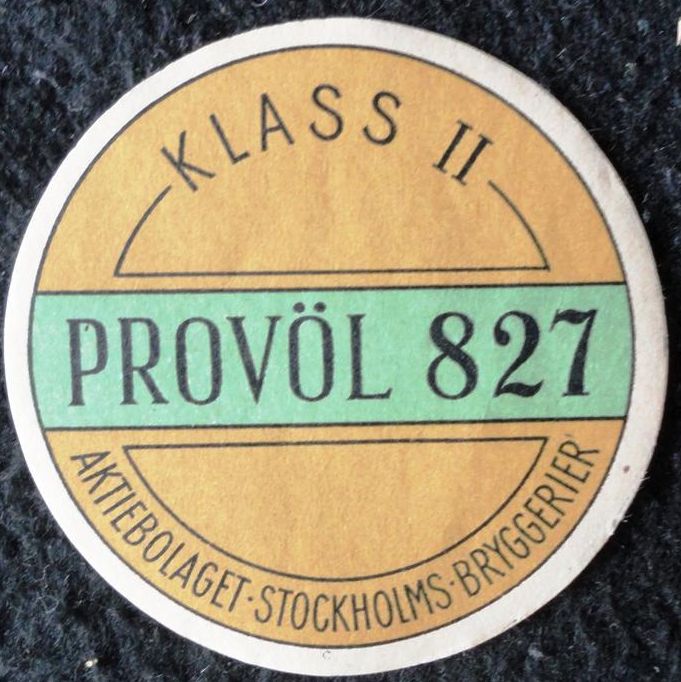 KLASS II
PROVÖL 827
AKTIEBOLAGET·STOCKHOLMS·BRYGGERIER